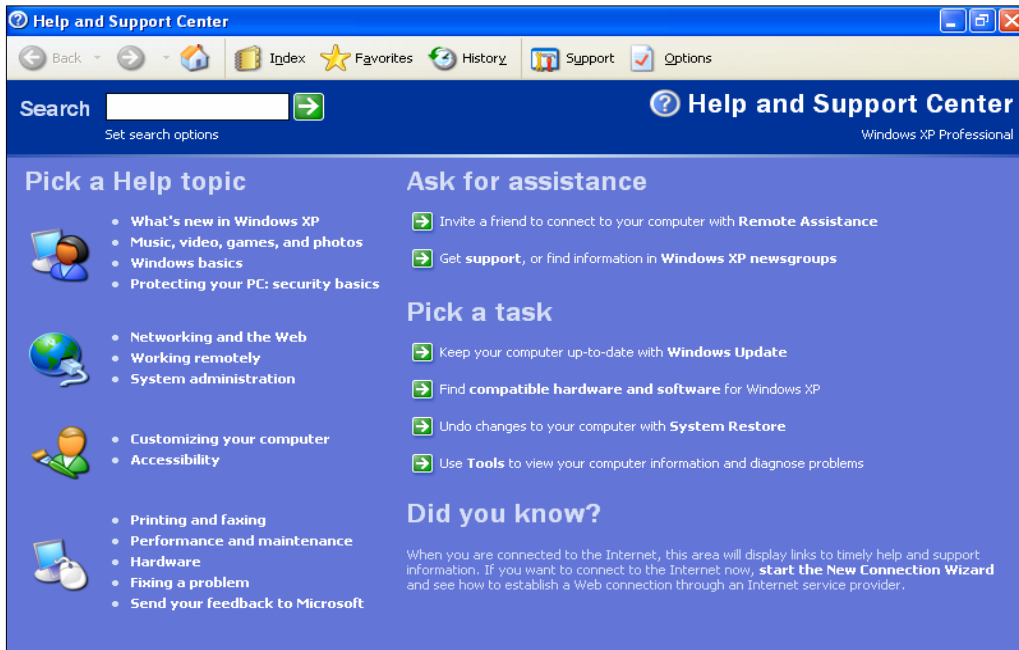 Help and Support Center
Back
Index
Favorites
History
Support
Options
Search
Set search options
Help and Support Center
Windows XP Professional
Pick a Help topic
What's new in Windows XP
Music, video, games, and photos
Windows basics
Protecting your PC: security basics
Networking and the Web
Working remotely
System administration
Customizing your computer
Accessibility
Printing and faxing
Performance and maintenance
Hardware
Fixing a problem
Send your feedback to Microsoft
Ask for assistance
Invite a friend to connect to your computer with Remote Assistance
Get support, or find information in Windows XP newsgroups
Pick a task
Keep your computer up-to-date with Windows Update
Find compatible hardware and software for Windows XP
Undo changes to your computer with System Restore
Use Tools to view your computer information and diagnose problems
Did you know?
When you are connected to the Internet, this area will display links to timely help and support
information. If you want to connect to the Internet now, start the New Connection Wizard
and see how to establish a Web connection through an Internet service provider.